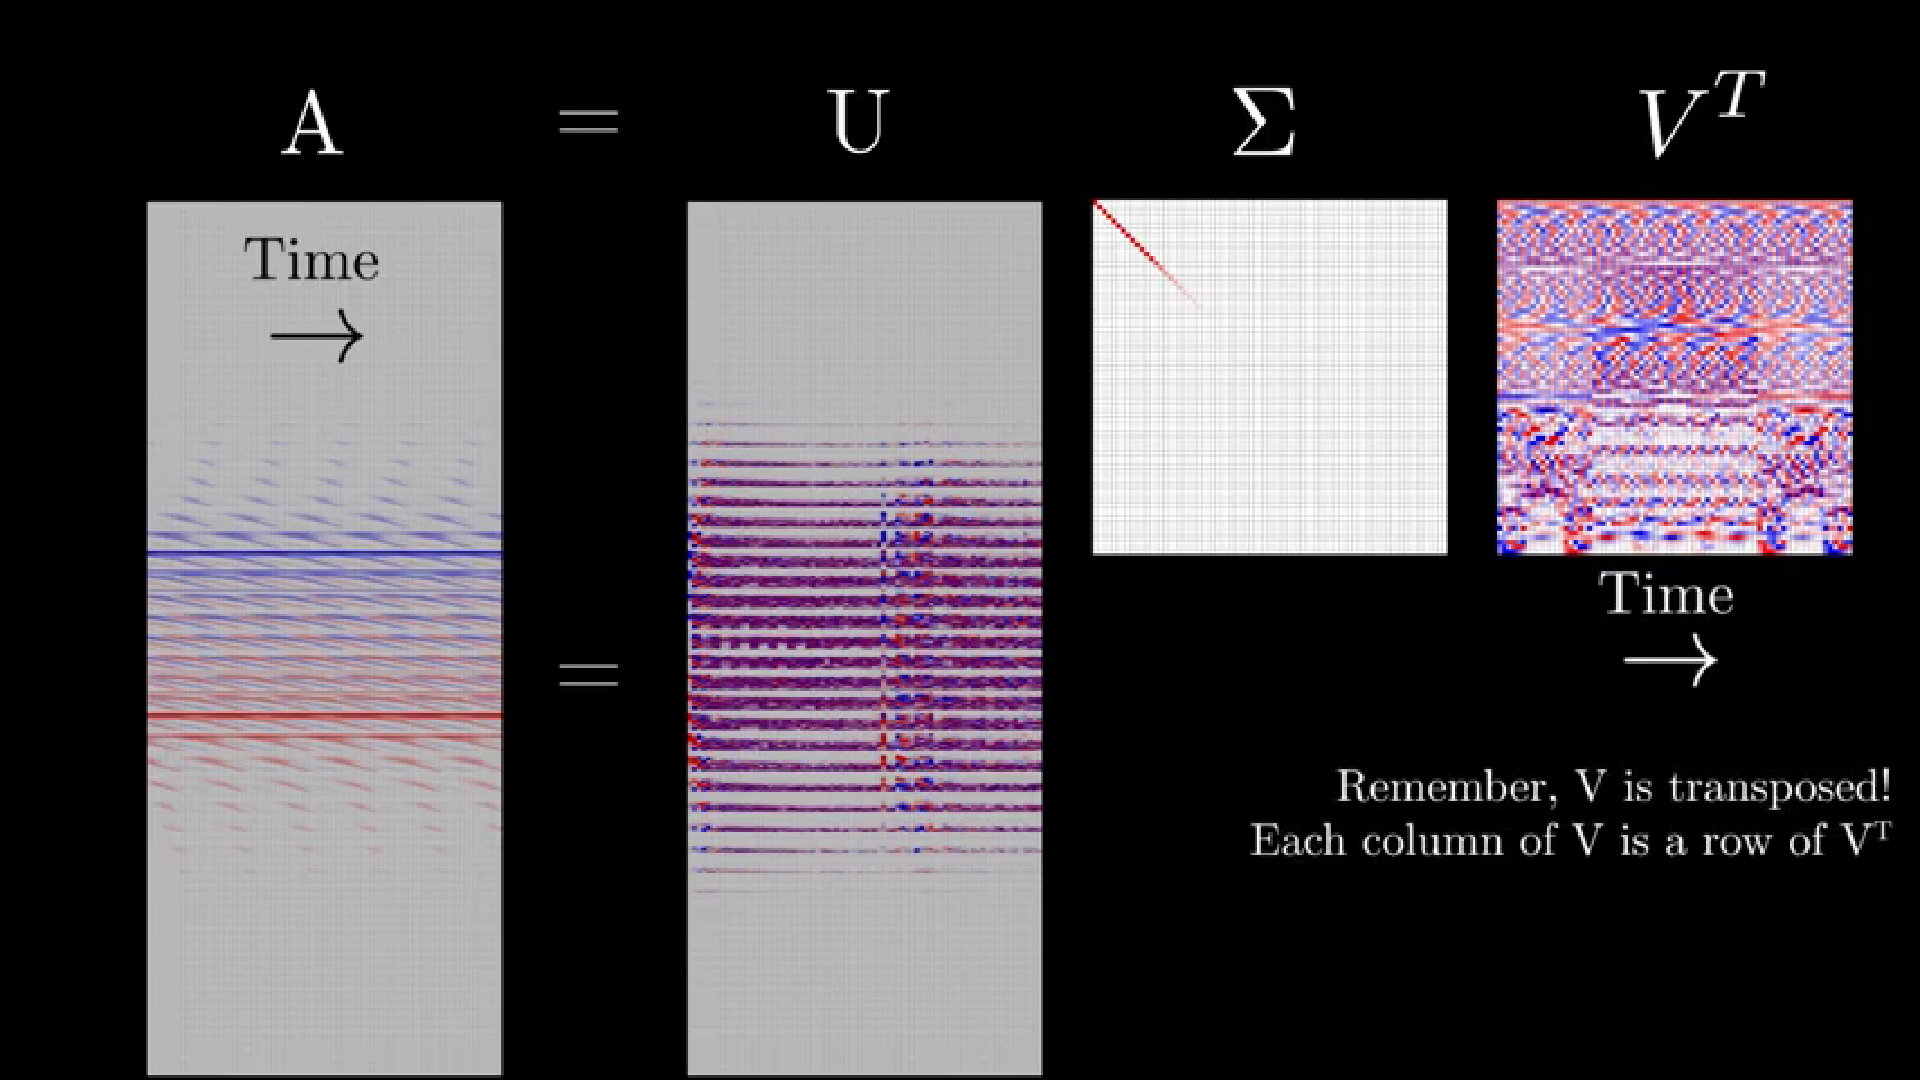 A = U Σ V^T
Time
→
=
Time
→
Remember, V is transposed!
Each column of V is a row of V^T